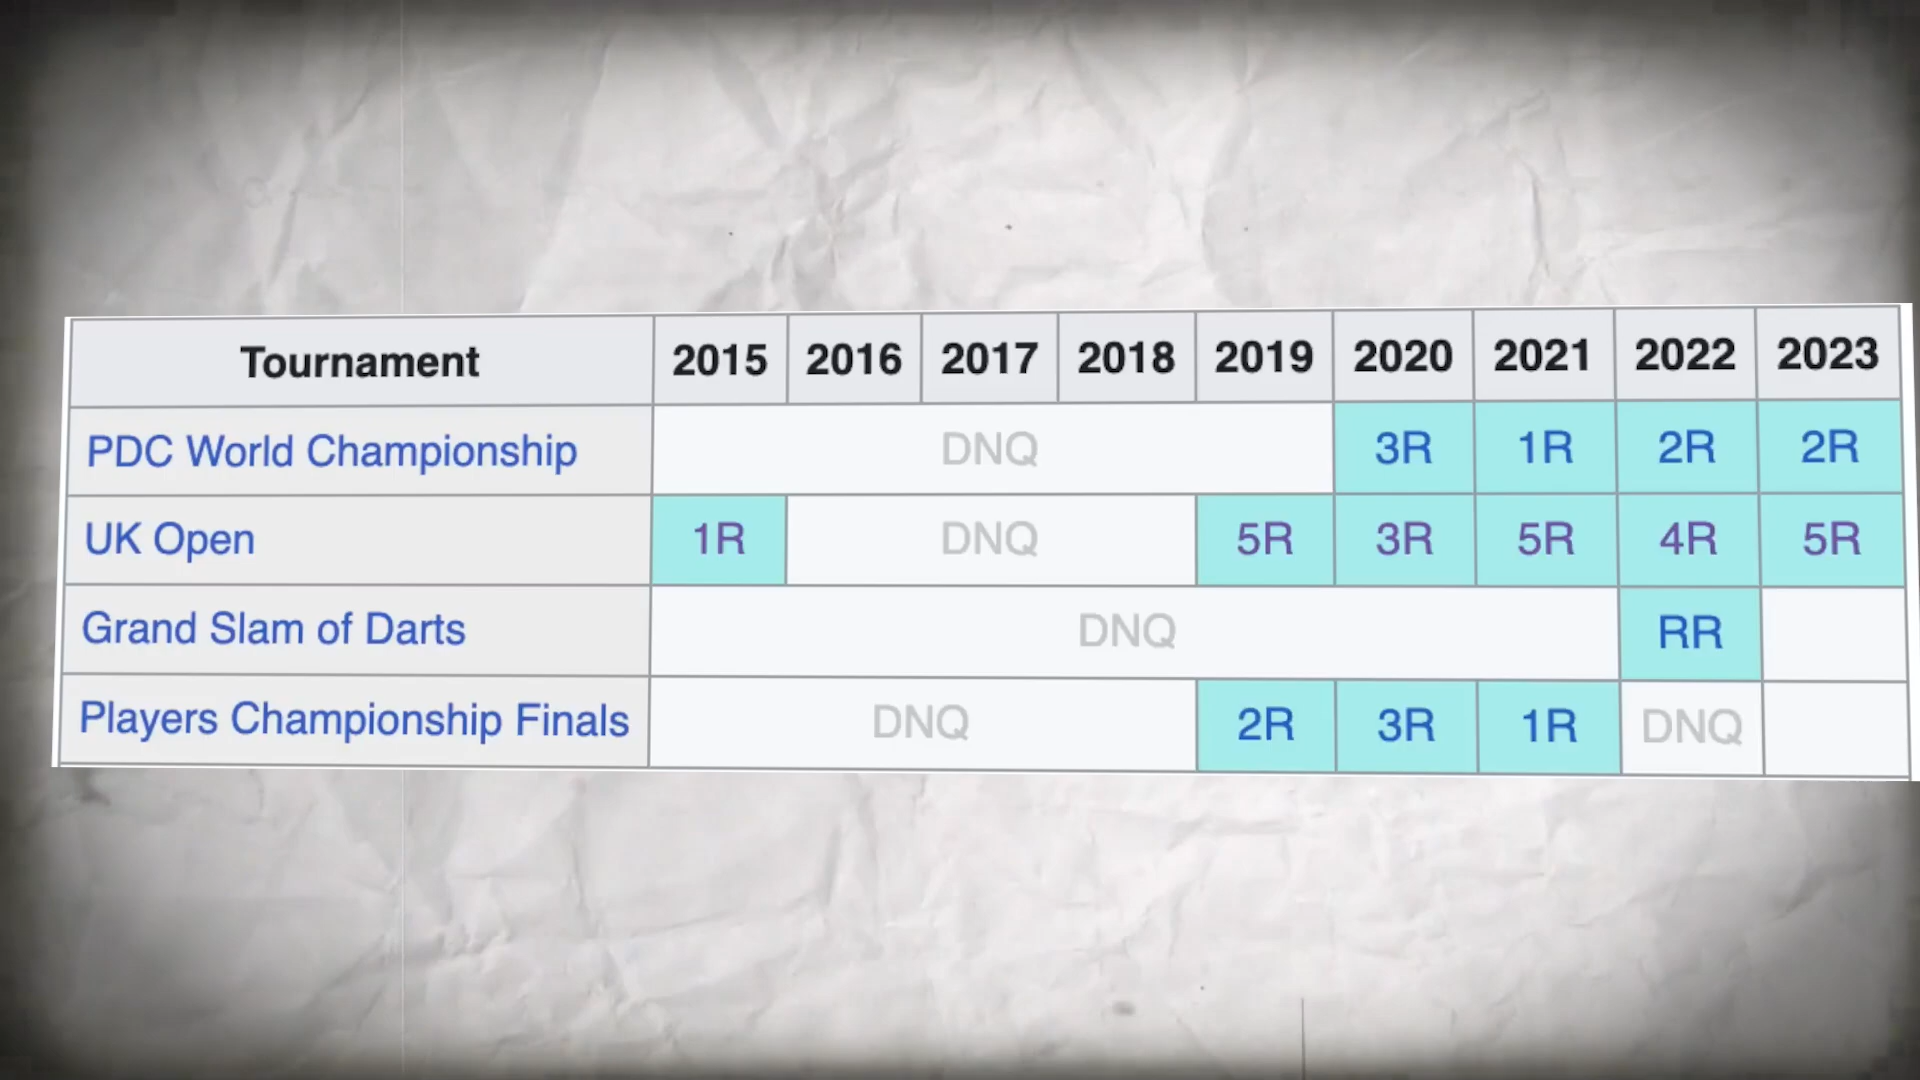 Tournament 2015 2016 2017 2018 2019 2020 2021 2022 2023
PDC World Championship DNQ 3R 1R 2R 2R
UK Open 1R DNQ 5R 3R 5R 4R 5R
Grand Slam of Darts DNQ RR
Players Championship Finals DNQ 2R 3R 1R DNQ